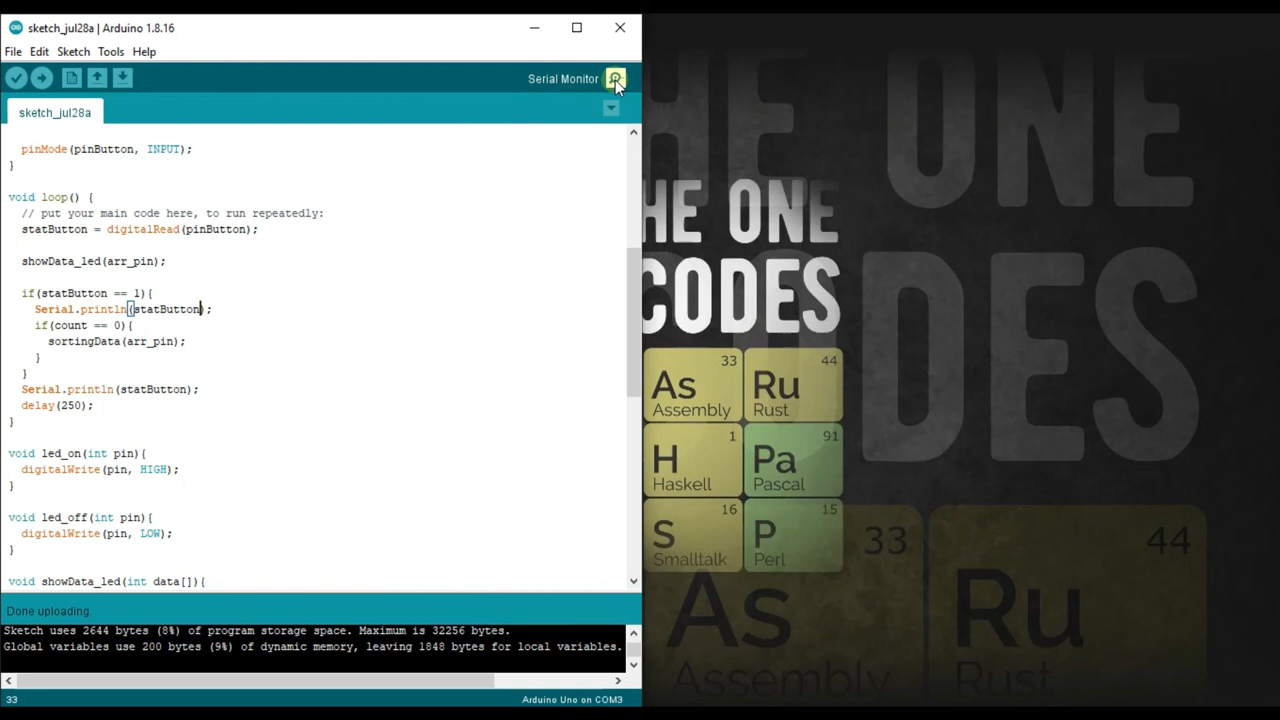 sketch_jul28a | Arduino 1.8.16
File Edit Sketch Tools Help
Serial Monitor
sketch_jul28a
pinMode(pinButton, INPUT);
}
void loop() {
// put your main code here, to run repeatedly:
statButton = digitalRead(pinButton);
showData_led(arr_pin);
if(statButton == 1){
Serial.println(statButton);
if(count == 0){
sortingData(arr_pin);
}
}
Serial.println(statButton);
delay(250);
}
void led_on(int pin){
digitalWrite(pin, HIGH);
}
void led_off(int pin){
digitalWrite(pin, LOW);
}
void showData_led(int data[]){
Done uploading.
Sketch uses 2644 bytes (8%) of program storage space. Maximum is 32256 bytes.
Global variables use 200 bytes (9%) of dynamic memory, leaving 1848 bytes for local variables.
33
Arduino Uno on COM3
HE ONE
CODES
33
As
Assembly
44
Ru
Rust
1
H
Haskell
91
Pa
Pascal
16
S
Smalltalk
15
P
Perl
HE ONE
ODES
33
As
Assembly
44
Ru
Rust